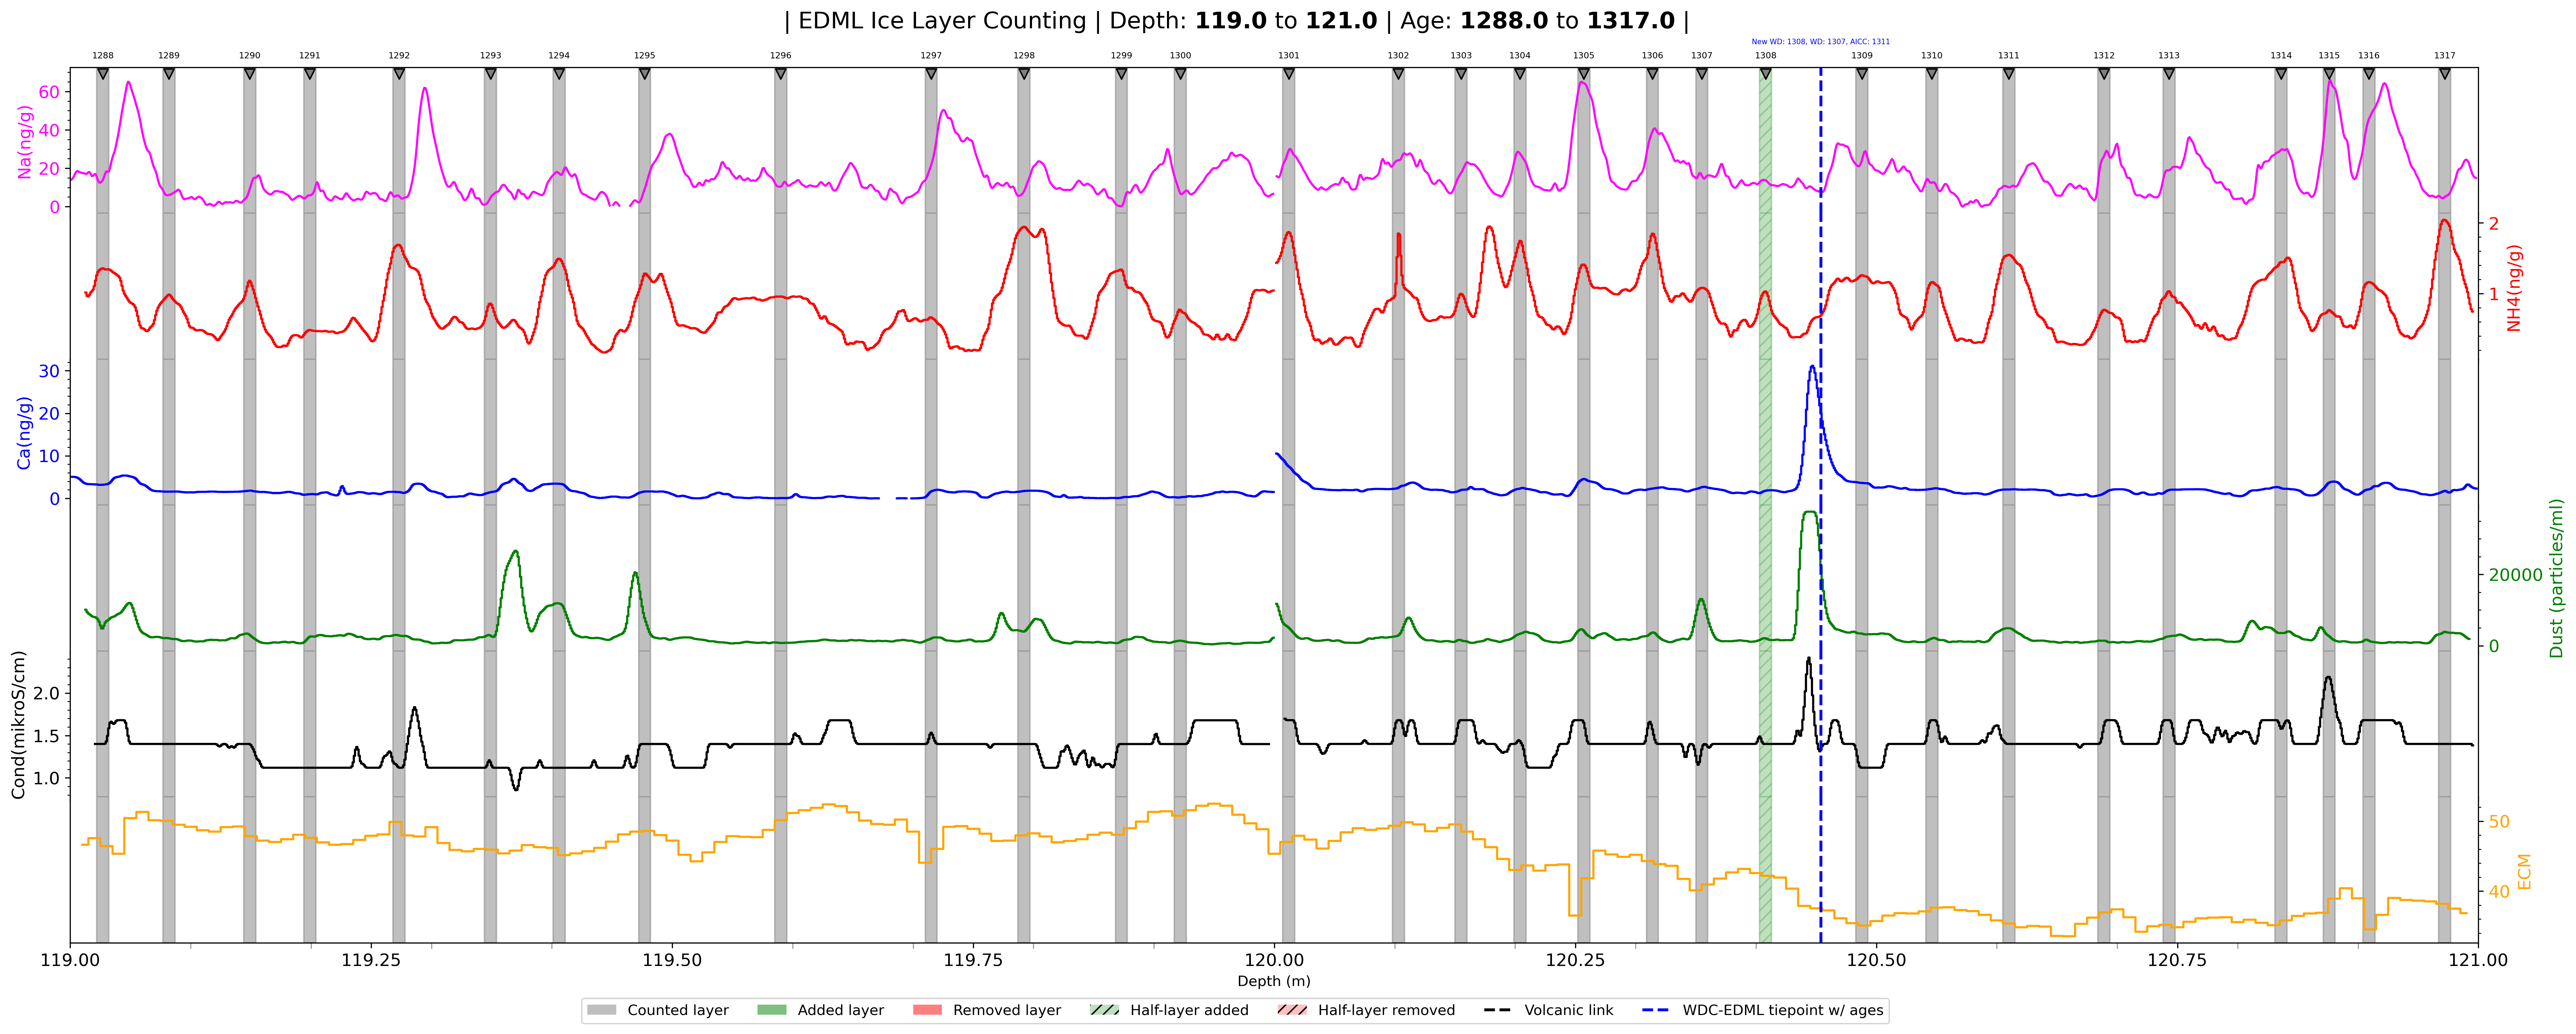 | EDML Ice Layer Counting | Depth: 119.0 to 121.0 | Age: 1288.0 to 1317.0 |
New WD: 1308, WD: 1307, AICC: 1311
1288 1289 1290 1291 1292 1293 1294 1295 1296 1297 1298 1299 1300 1301 1302 1303 1304 1305 1306 1307 1308 1309 1310 1311 1312 1313 1314 1315 1316 1317
Na(ng/g)
60
40
20
0
NH4(ng/g)
2
1
Ca(ng/g)
30
20
10
0
Dust (particles/ml)
20000
0
Cond(mikroS/cm)
2.0
1.5
1.0
ECM
50
40
119.00 119.25 119.50 119.75 120.00 120.25 120.50 120.75 121.00
Depth (m)
Counted layer Added layer Removed layer Half-layer added Half-layer removed Volcanic link WDC-EDML tiepoint w/ ages